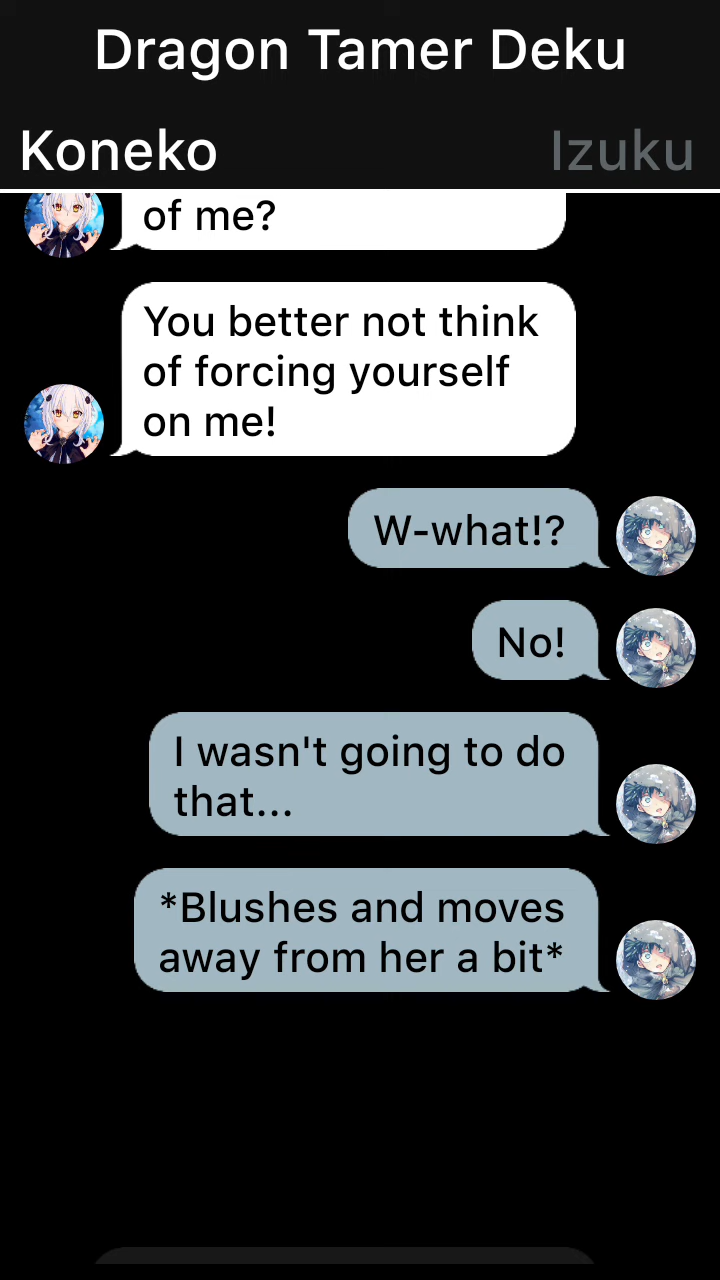 Dragon Tamer Deku
Koneko
Izuku
of me?
You better not think
of forcing yourself
on me!
W-what!?
No!
I wasn't going to do
that...
*Blushes and moves
away from her a bit*